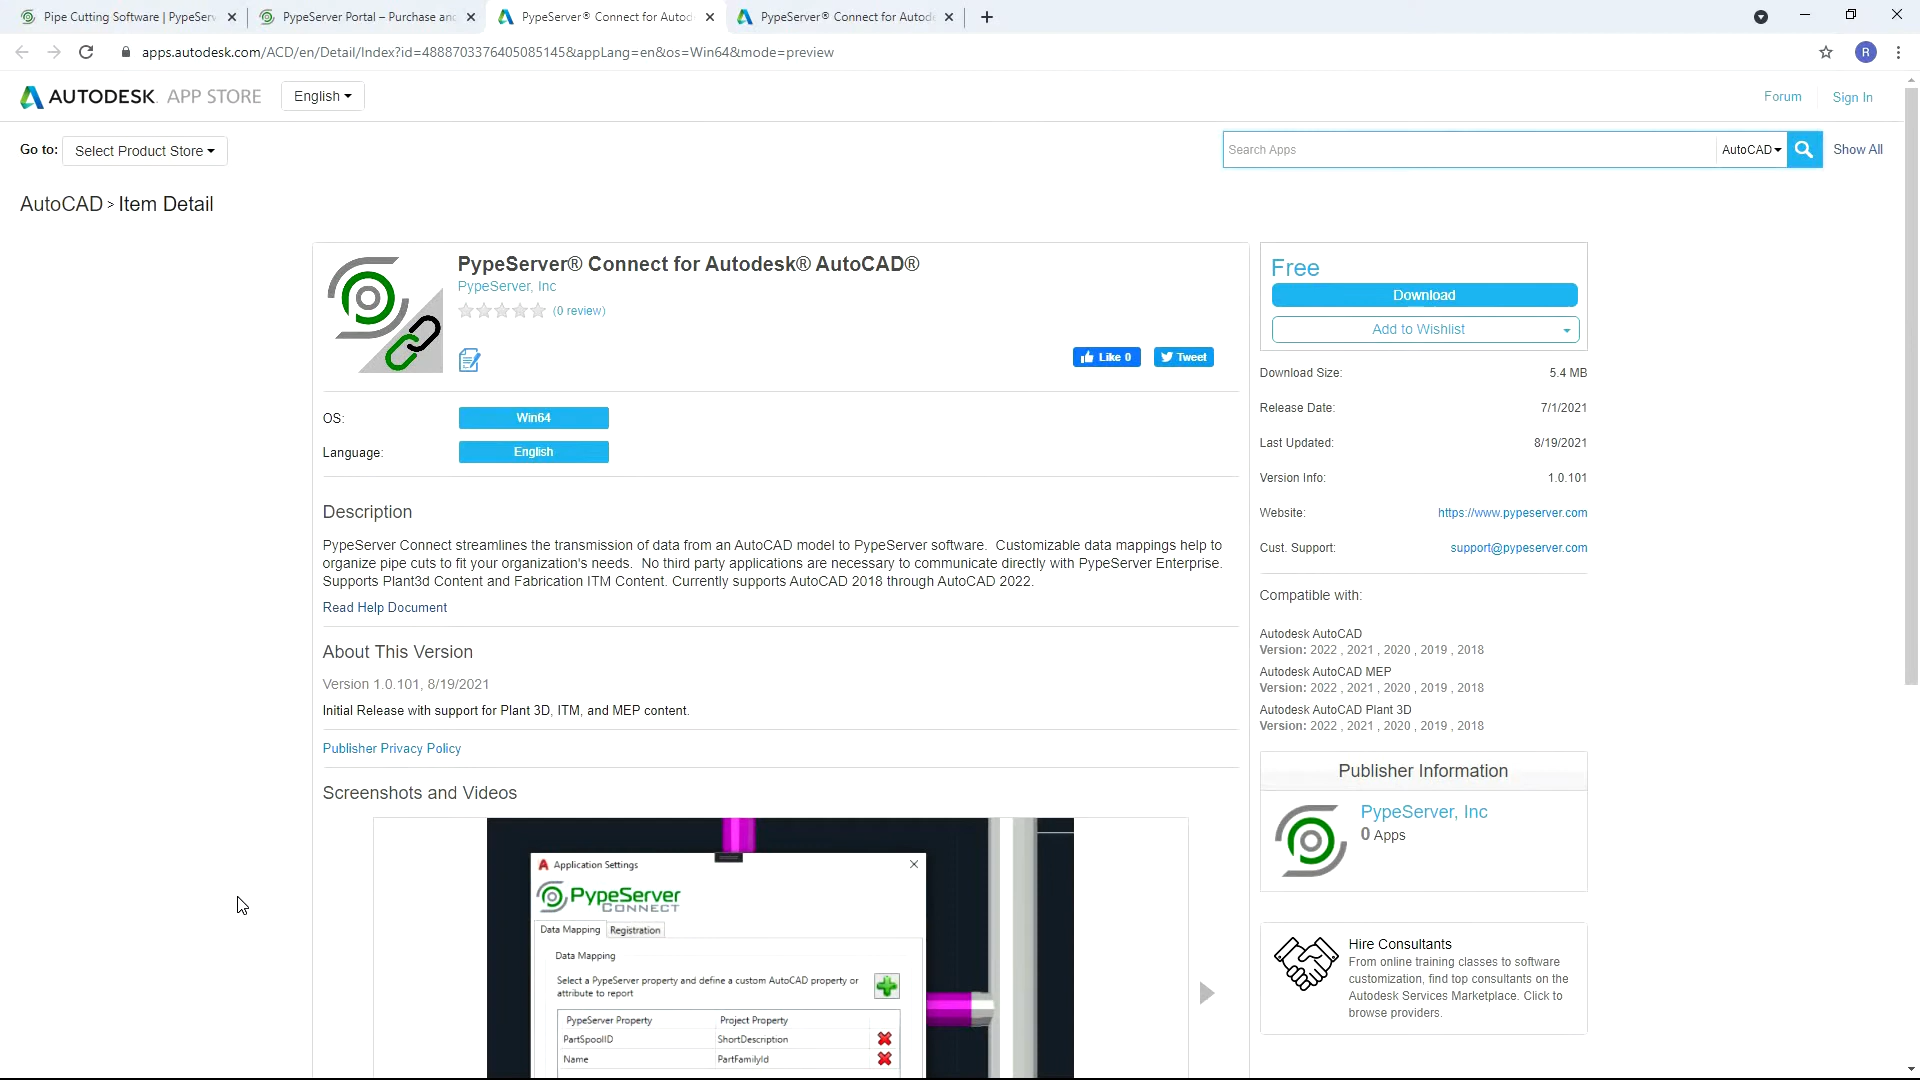 Pipe Cutting Software | PypeServ
PypeServer Portal – Purchase an
PypeServer® Connect for Autod
PypeServer® Connect for Autode
apps.autodesk.com/ACD/en/Detail/Index?id=4888703376405085145&appLang=en&os=Win64&mode=preview
R
AUTODESK. APP STORE
English
Forum
Sign In
Go to:
Select Product Store
Search Apps
AutoCAD
Show All
AutoCAD > Item Detail
PypeServer® Connect for Autodesk® AutoCAD®
PypeServer, Inc
(0 review)
Like 0
Tweet
OS:
Win64
Language:
English
Description
PypeServer Connect streamlines the transmission of data from an AutoCAD model to PypeServer software. Customizable data mappings help to
organize pipe cuts to fit your organization's needs. No third party applications are necessary to communicate directly with PypeServer Enterprise.
Supports Plant3d Content and Fabrication ITM Content. Currently supports AutoCAD 2018 through AutoCAD 2022.
Read Help Document
About This Version
Version 1.0.101, 8/19/2021
Initial Release with support for Plant 3D, ITM, and MEP content.
Publisher Privacy Policy
Screenshots and Videos
A Application Settings
PypeServer
CONNECT
Data Mapping
Registration
Data Mapping
Select a PypeServer property and define a custom AutoCAD property or
attribute to report
PypeServer Property
Project Property
PartSpoolID
ShortDescription
Name
PartFamilyId
Free
Download
Add to Wishlist
Download Size:
5.4 MB
Release Date:
7/1/2021
Last Updated:
8/19/2021
Version Info:
1.0.101
Website:
https://www.pypeserver.com
Cust. Support:
support@pypeserver.com
Compatible with:
Autodesk AutoCAD
Version: 2022 , 2021 , 2020 , 2019 , 2018
Autodesk AutoCAD MEP
Version: 2022 , 2021 , 2020 , 2019 , 2018
Autodesk AutoCAD Plant 3D
Version: 2022 , 2021 , 2020 , 2019 , 2018
Publisher Information
PypeServer, Inc
0 Apps
Hire Consultants
From online training classes to software
customization, find top consultants on the
Autodesk Services Marketplace. Click to
browse providers.